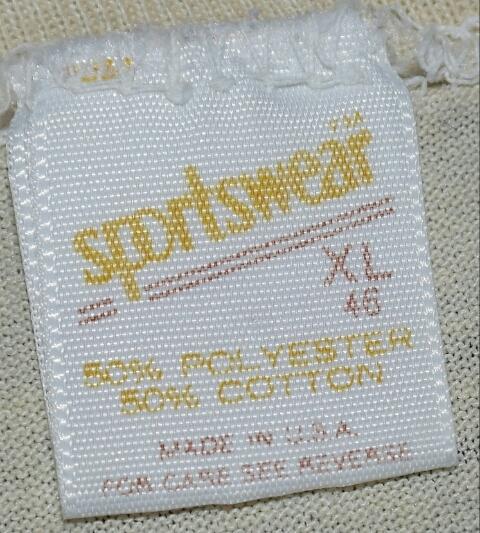 sportswear™
XL
46
50% POLYESTER
50% COTTON
MADE IN U.S.A.
FOR CARE SEE REVERSE